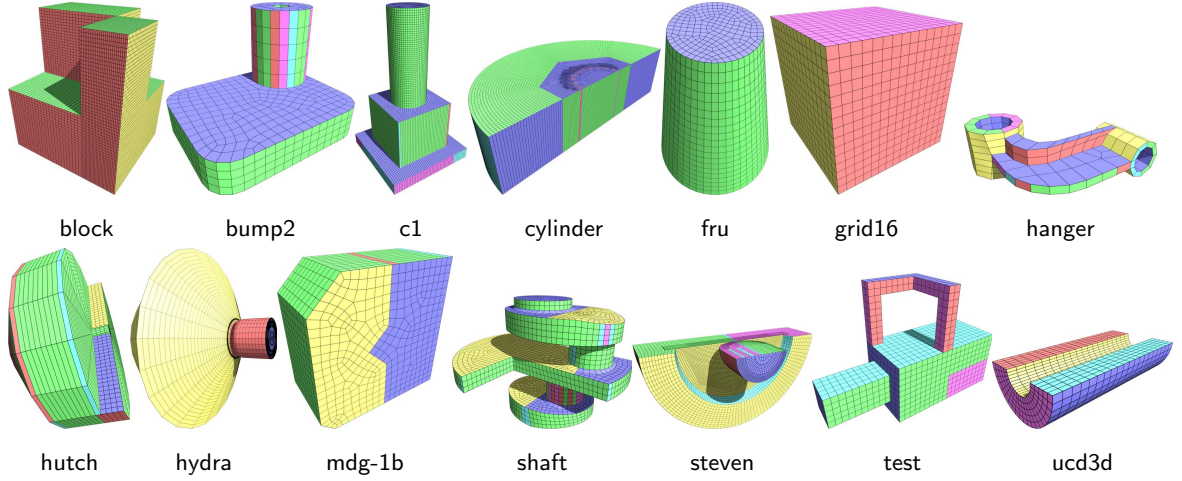 block bump2 c1 cylinder fru grid16 hanger
hutch hydra mdg-1b shaft steven test ucd3d